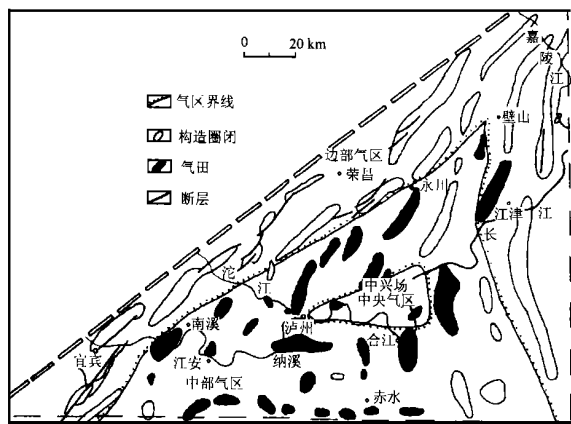 嘉
陵
江
0 20 km
气区界线
构造圈闭
气田
断层
璧山
边部气区
荣昌
永川
江津
江
长
沱
江
中兴场
中央气区
南溪
泸州
宜宾
江安
纳溪
合江
中部气区
赤水